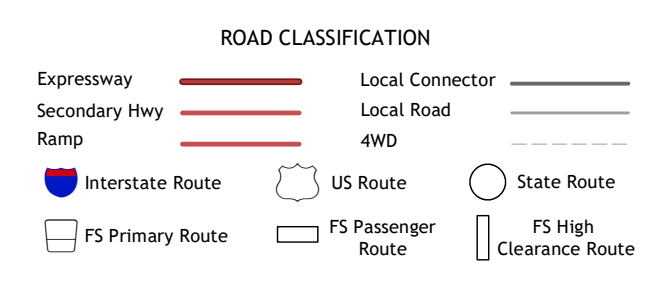 ROAD CLASSIFICATION
Expressway
Local Connector
Secondary Hwy
Local Road
Ramp
4WD
Interstate Route
US Route
State Route
FS Primary Route
FS Passenger
Route
FS High
Clearance Route